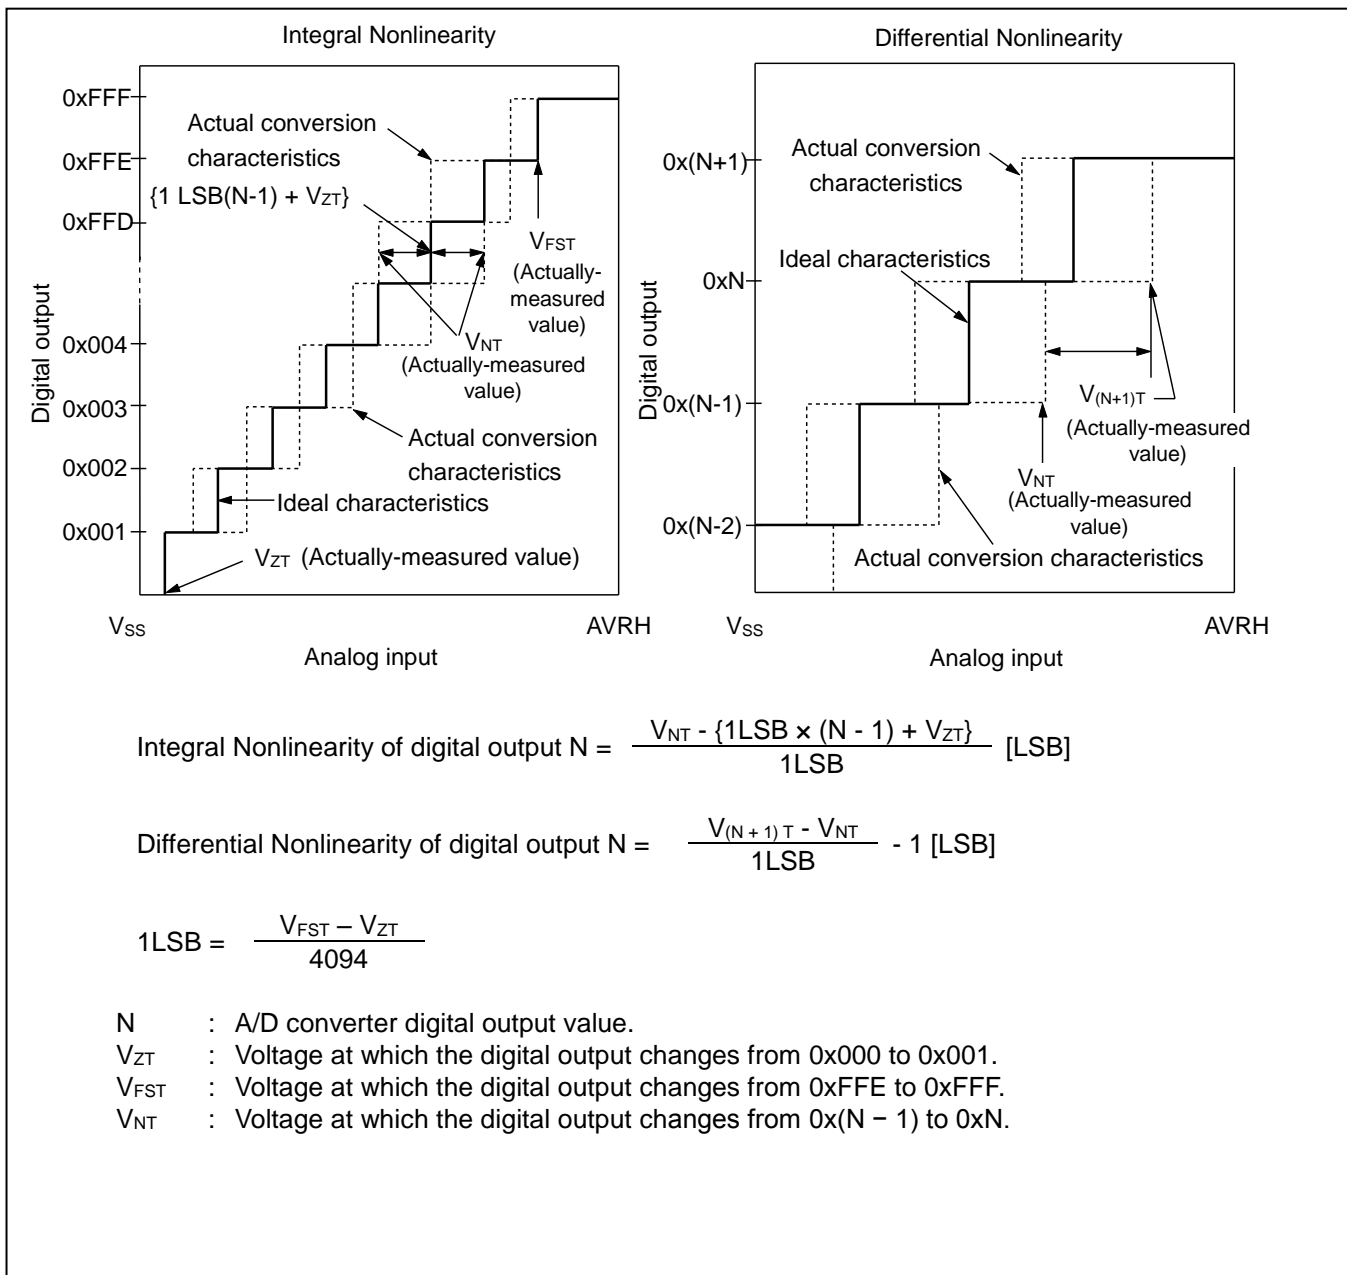 Integral Nonlinearity
0xFFF
0xFFE
0xFFD
0x004
0x003
0x002
0x001
Digital output
Actual conversion
characteristics
{1 LSB(N-1) + VZT}
VFST
(Actually-
measured
value)
VNT
(Actually-measured
value)
Actual conversion
characteristics
Ideal characteristics
VZT (Actually-measured value)
VSS
AVRH
Analog input
Differential Nonlinearity
0x(N+1)
0xN
0x(N-1)
0x(N-2)
Digital output
Actual conversion
characteristics
Ideal characteristics
V(N+1)T
(Actually-measured
value)
VNT
(Actually-measured
value)
Actual conversion characteristics
VSS
AVRH
Analog input
Integral Nonlinearity of digital output N = VNT - {1LSB × (N - 1) + VZT} / 1LSB [LSB]
Differential Nonlinearity of digital output N = V(N + 1) T - VNT / 1LSB - 1 [LSB]
1LSB = VFST – VZT / 4094
N : A/D converter digital output value.
VZT : Voltage at which the digital output changes from 0x000 to 0x001.
VFST : Voltage at which the digital output changes from 0xFFE to 0xFFF.
VNT : Voltage at which the digital output changes from 0x(N − 1) to 0xN.